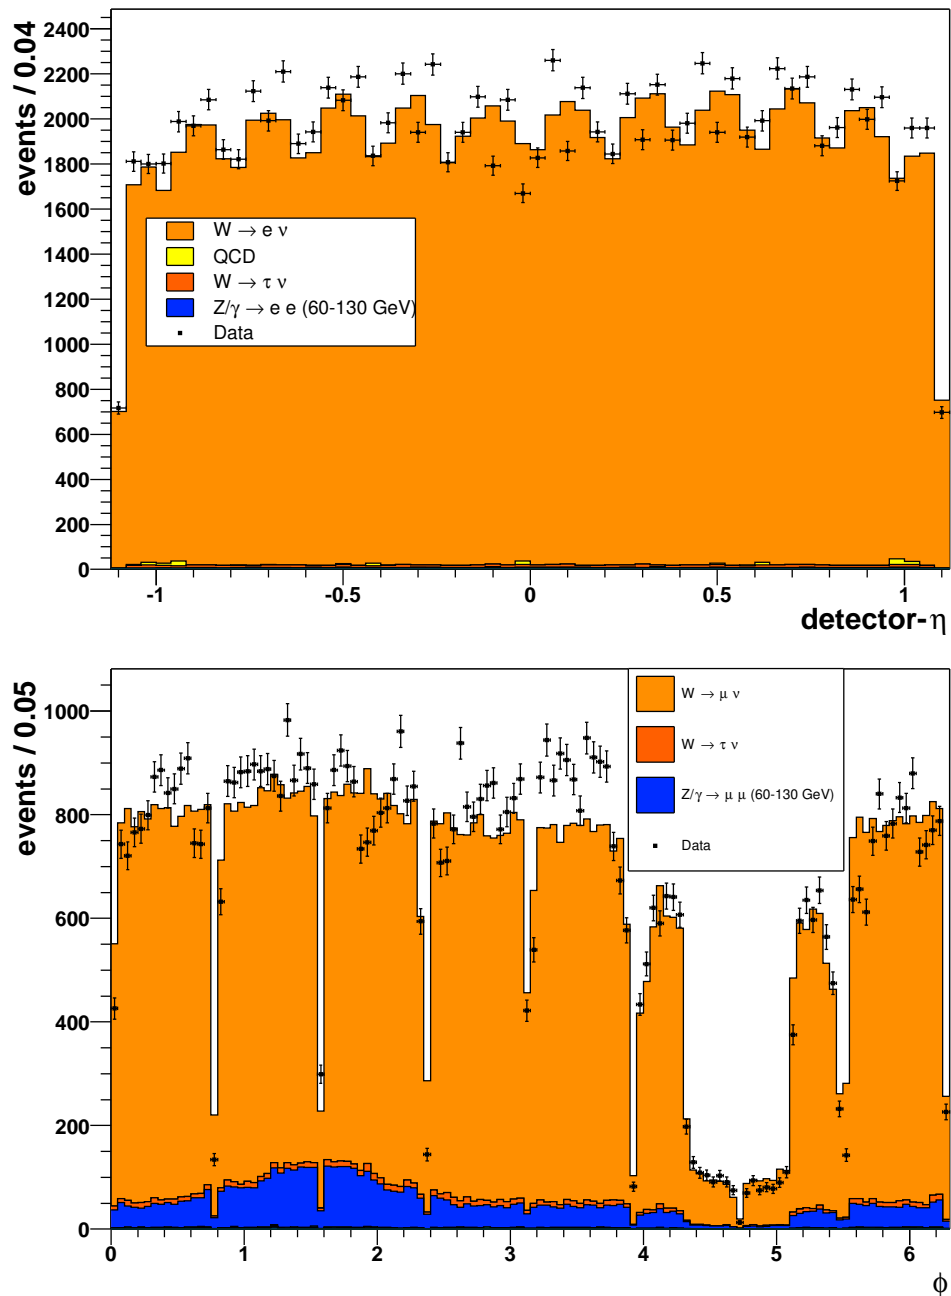 events / 0.04
2400
2200
2000
1800
1600
1400
1200
1000
800
600
400
200
0
W → e ν
QCD
W → τ ν
Z/γ → e e (60-130 GeV)
Data
-1 -0.5 0 0.5 1
detector-η
events / 0.05
1000
800
600
400
200
0
W → μ ν
W → τ ν
Z/γ → μ μ (60-130 GeV)
Data
0 1 2 3 4 5 6
ϕ